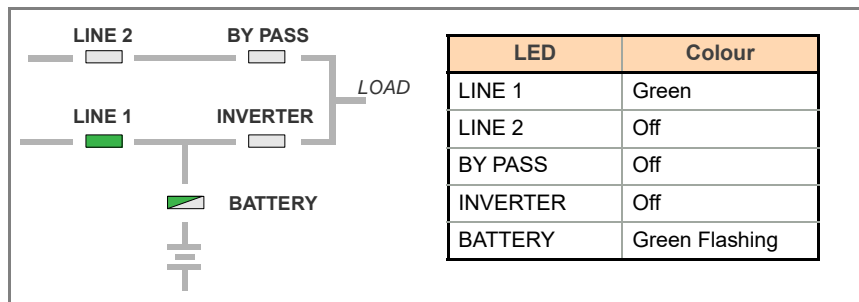 LINE 2 BY PASS
LOAD
LINE 1 INVERTER
BATTERY
LED Colour
LINE 1 Green
LINE 2 Off
BY PASS Off
INVERTER Off
BATTERY Green Flashing